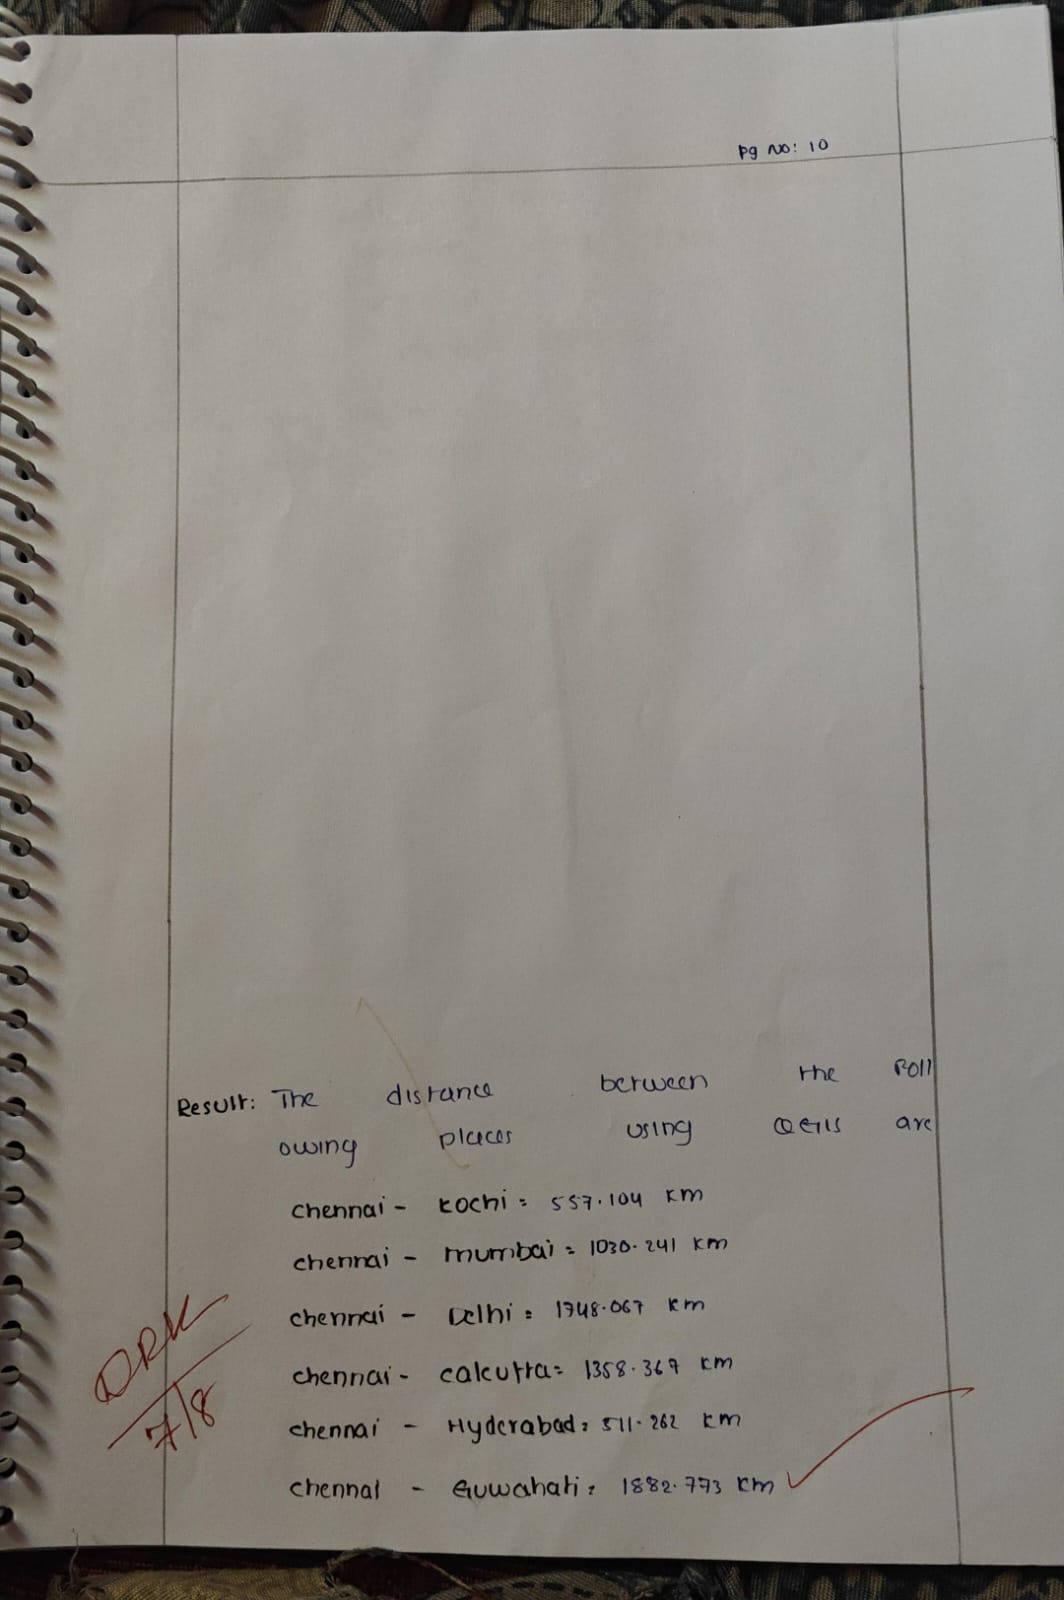 Pg No: 10
Result: The distance between the foll
owing places using QGIS are
chennai - kochi = 557.104 km
chennai - mumbai = 1030.241 km
chennai - Delhi = 1748.067 km
chennai - calcutta = 1358.367 km
chennai - Hyderabad = 511.262 km
chennai - Guwahati = 1882.773 km
7/8